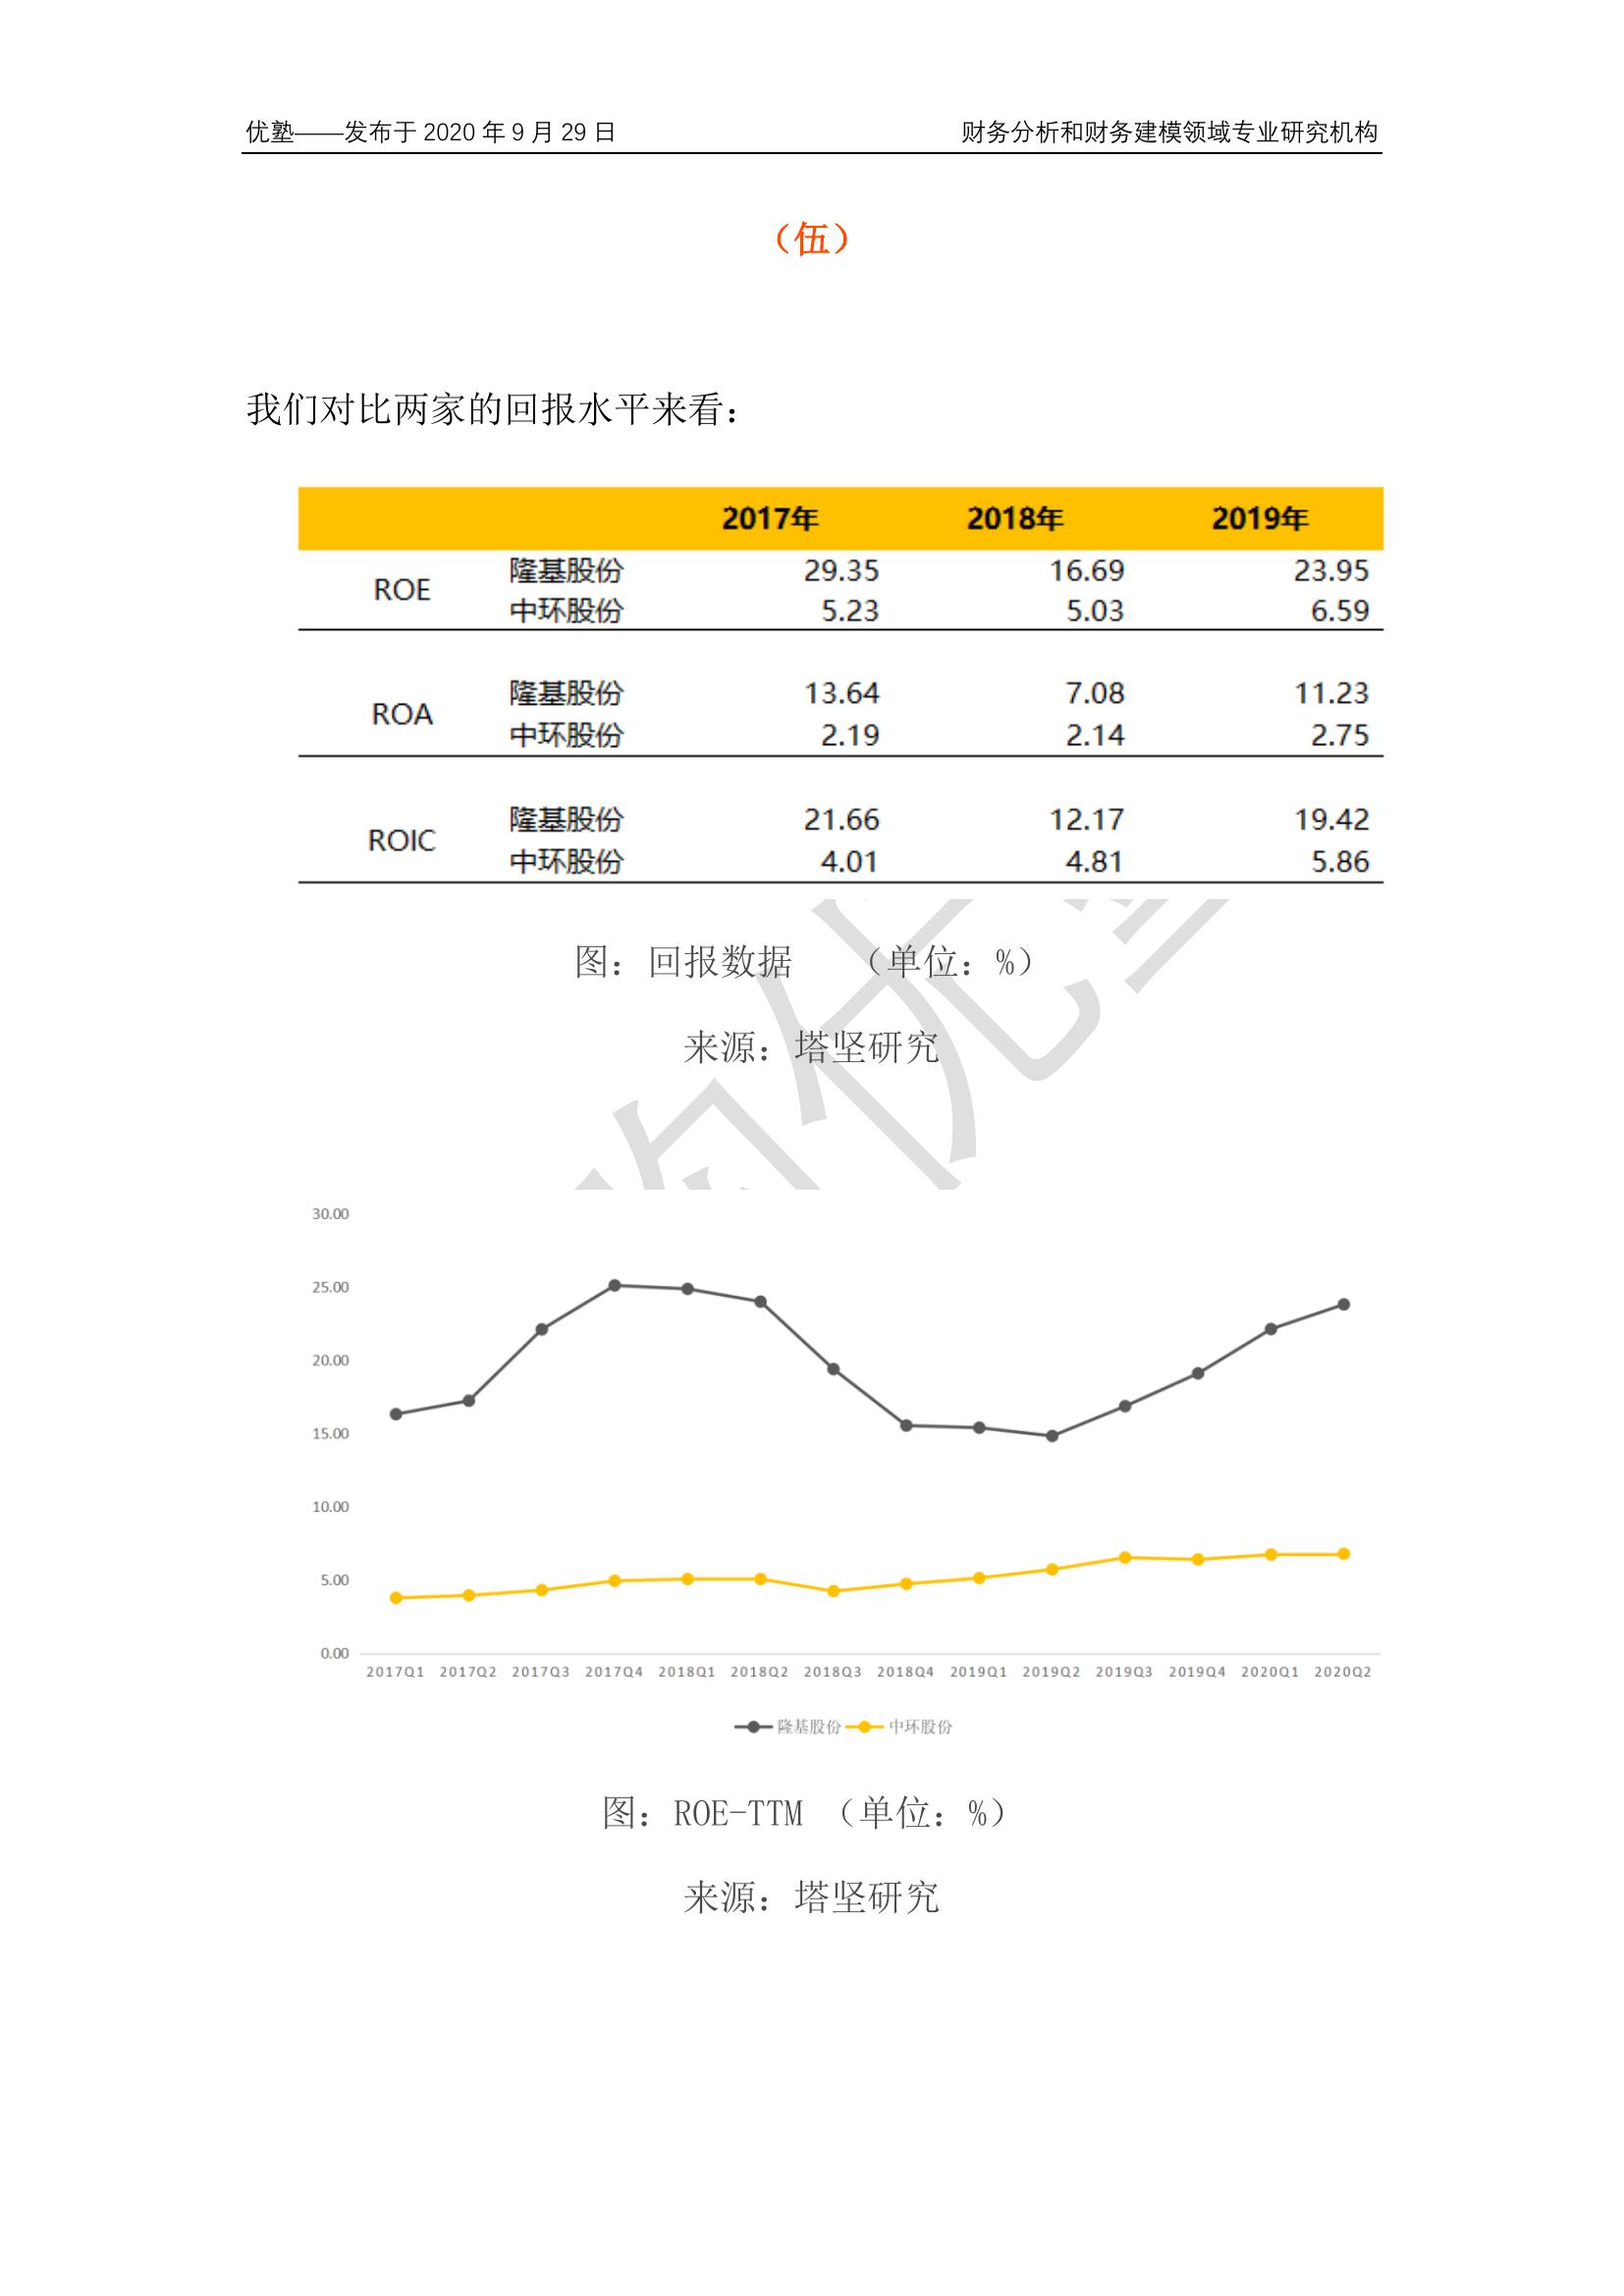 优塾——发布于 2020 年 9 月 29 日 财务分析和财务建模领域专业研究机构
（伍）
我们对比两家的回报水平来看：
2017年 2018年 2019年
ROE
隆基股份 29.35 16.69 23.95
中环股份 5.23 5.03 6.59
ROA
隆基股份 13.64 7.08 11.23
中环股份 2.19 2.14 2.75
ROIC
隆基股份 21.66 12.17 19.42
中环股份 4.01 4.81 5.86
图：回报数据 （单位：%）
来源：塔坚研究
30.00
25.00
20.00
15.00
10.00
5.00
0.00
2017Q1 2017Q2 2017Q3 2017Q4 2018Q1 2018Q2 2018Q3 2018Q4 2019Q1 2019Q2 2019Q3 2019Q4 2020Q1 2020Q2
隆基股份 中环股份
图：ROE-TTM （单位：%）
来源：塔坚研究